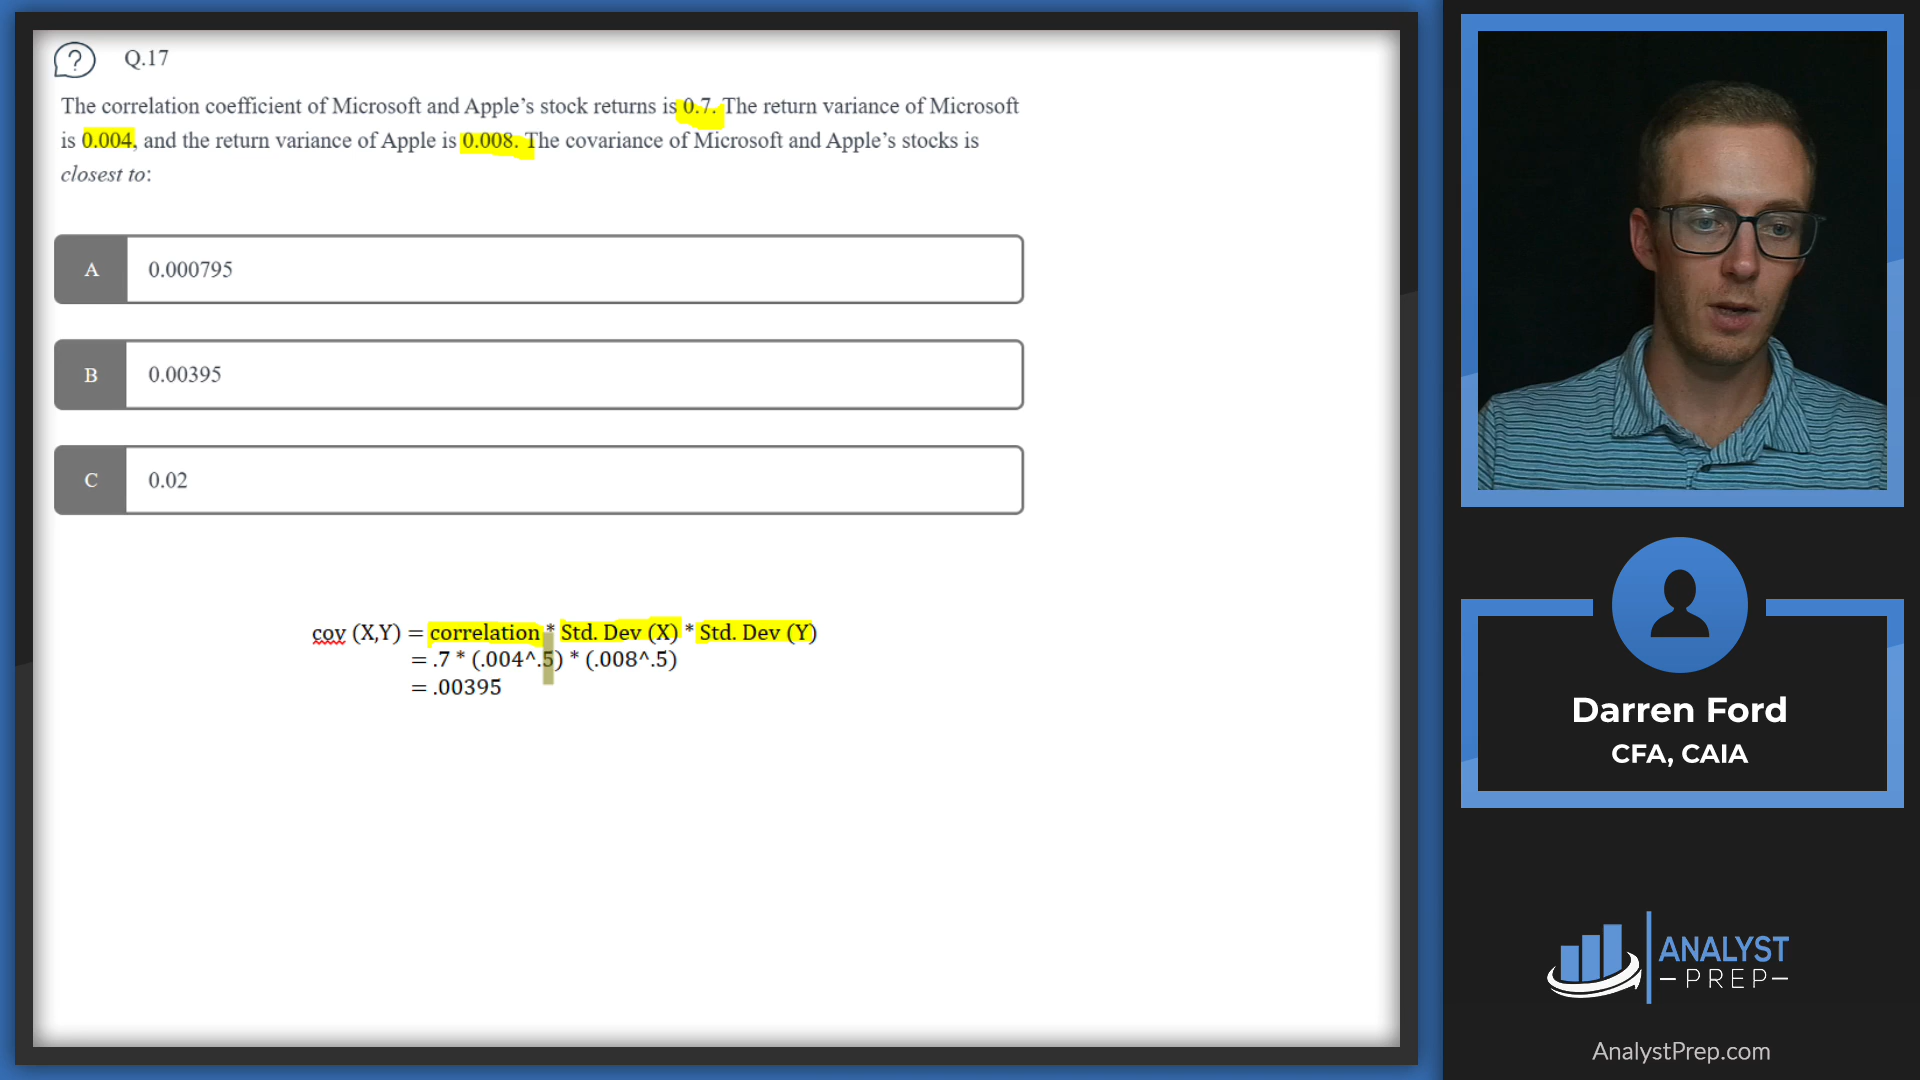 Q.17
The correlation coefficient of Microsoft and Apple’s stock returns is 0.7. The return variance of Microsoft
is 0.004, and the return variance of Apple is 0.008. The covariance of Microsoft and Apple’s stocks is
closest to:
A 0.000795
B 0.00395
C 0.02
cov (X,Y) = correlation * Std. Dev (X) * Std. Dev (Y)
= .7 * (.004^.5) * (.008^.5)
= .00395
Darren Ford
CFA, CAIA
ANALYST
PREP
AnalystPrep.com